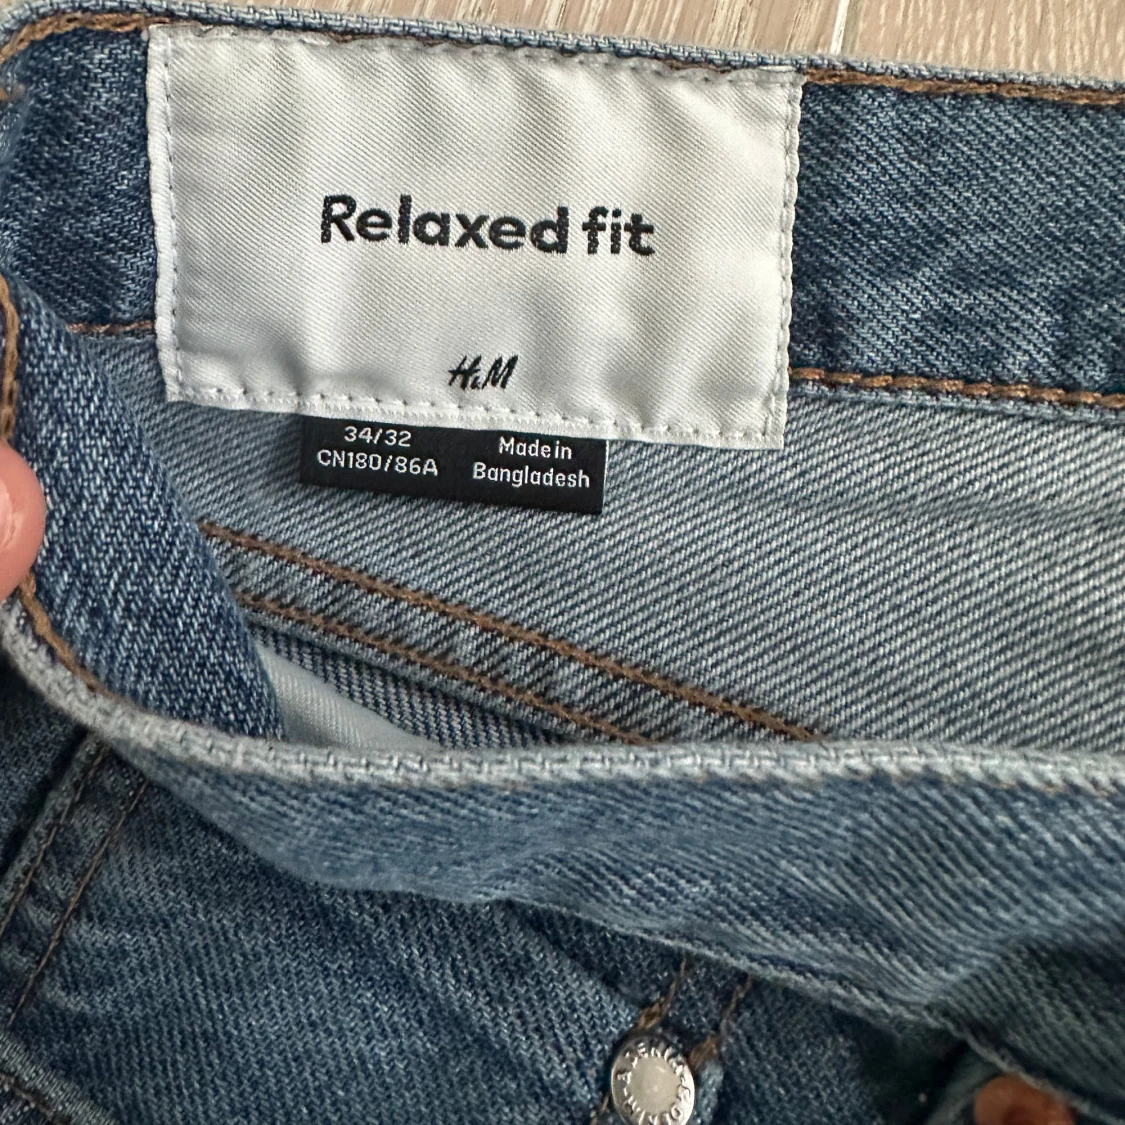 Relaxed fit
H&M
34/32
CN180/86A
Made in
Bangladesh